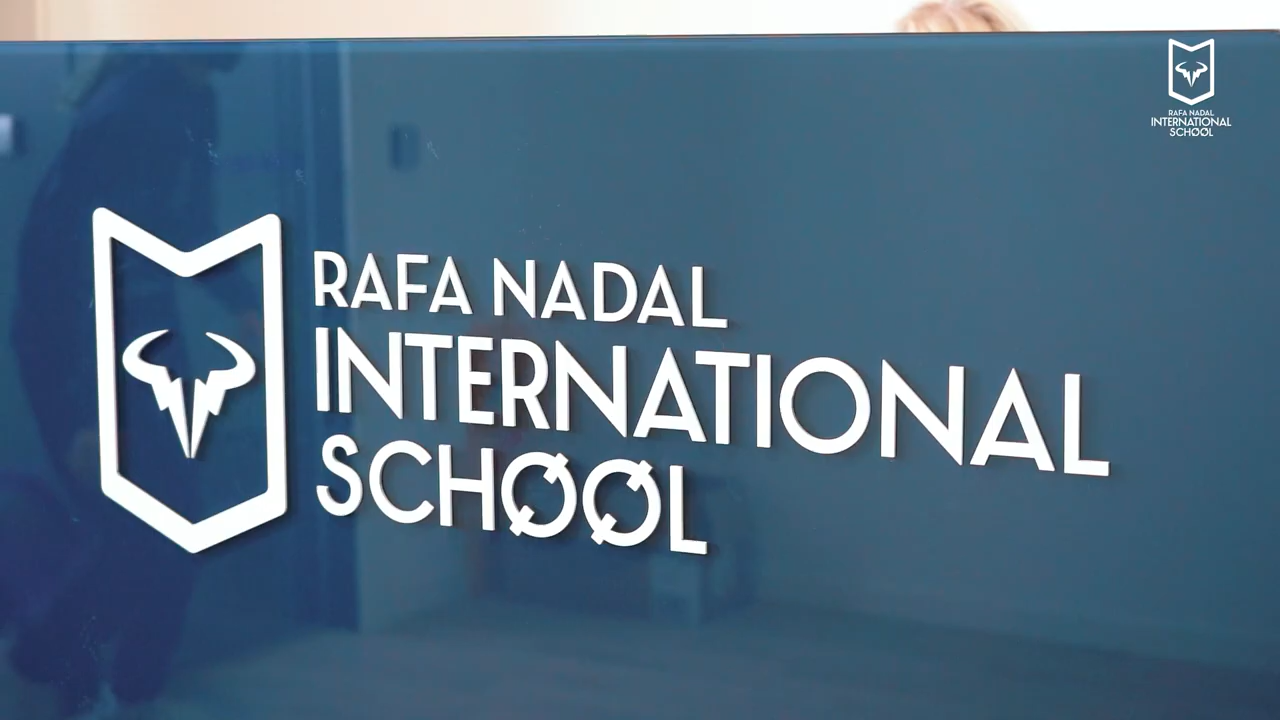 RAFA NADAL
INTERNATIONAL
SCHØØL
RAFA NADAL
INTERNATIONAL
SCHØØL